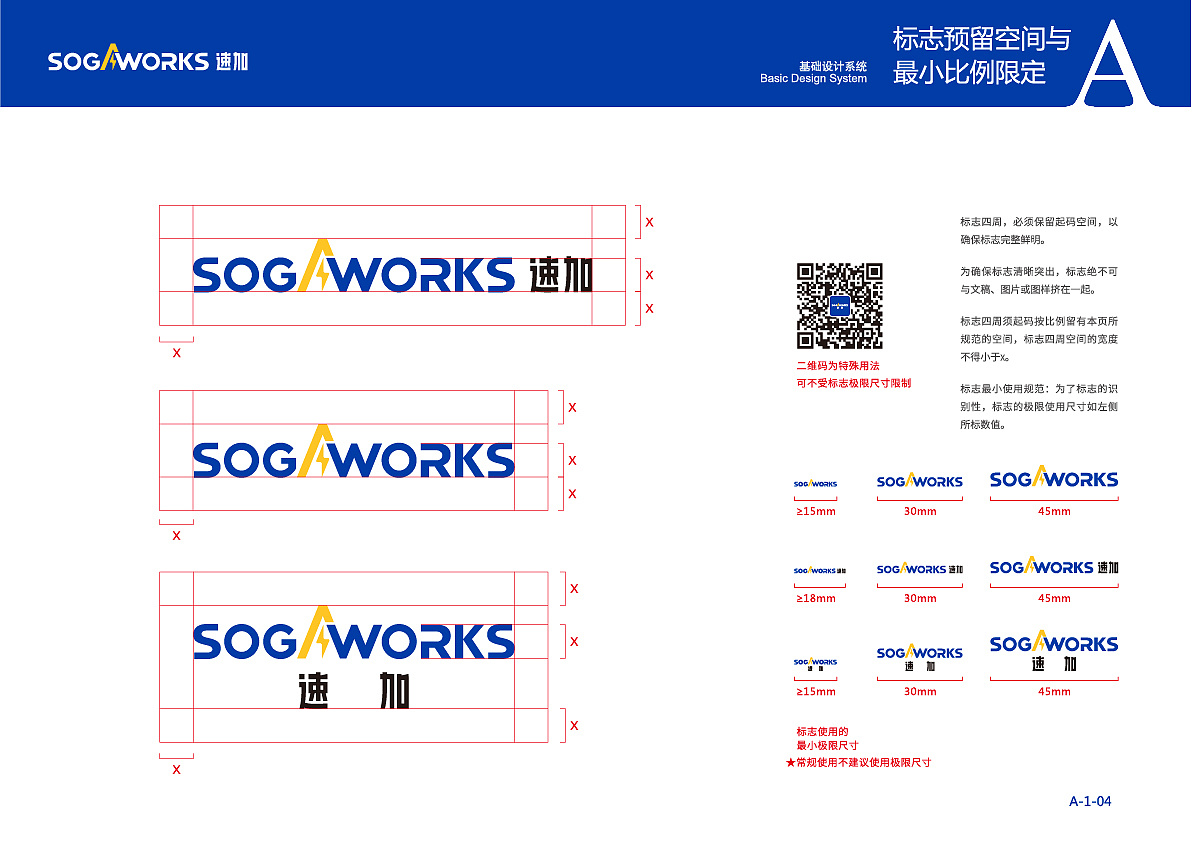 SOGAWORKS 速加
基础设计系统
Basic Design System
标志预留空间与
最小比例限定
A
X
SOGAWORKS 速加
X
X
X
X
SOGAWORKS
X
X
X
X
SOGAWORKS
X
速 加
X
X
二维码为特殊用法
可不受标志极限尺寸限制
标志四周，必须保留起码空间，以
确保标志完整鲜明。
为确保标志清晰突出，标志绝不可
与文稿、图片或图样挤在一起。
标志四周须起码按比例留有本页所
规范的空间，标志四周空间的宽度
不得小于x。
标志最小使用规范：为了标志的识
别性，标志的极限使用尺寸如左侧
所标数值。
SOGAWORKS SOGAWORKS SOGAWORKS
≥15mm 30mm 45mm
SOGAWORKS 速加 SOGAWORKS 速加 SOGAWORKS 速加
≥18mm 30mm 45mm
SOGAWORKS SOGAWORKS SOGAWORKS
速 加 速 加 速 加
≥15mm 30mm 45mm
标志使用的
最小极限尺寸
★常规使用不建议使用极限尺寸
A-1-04